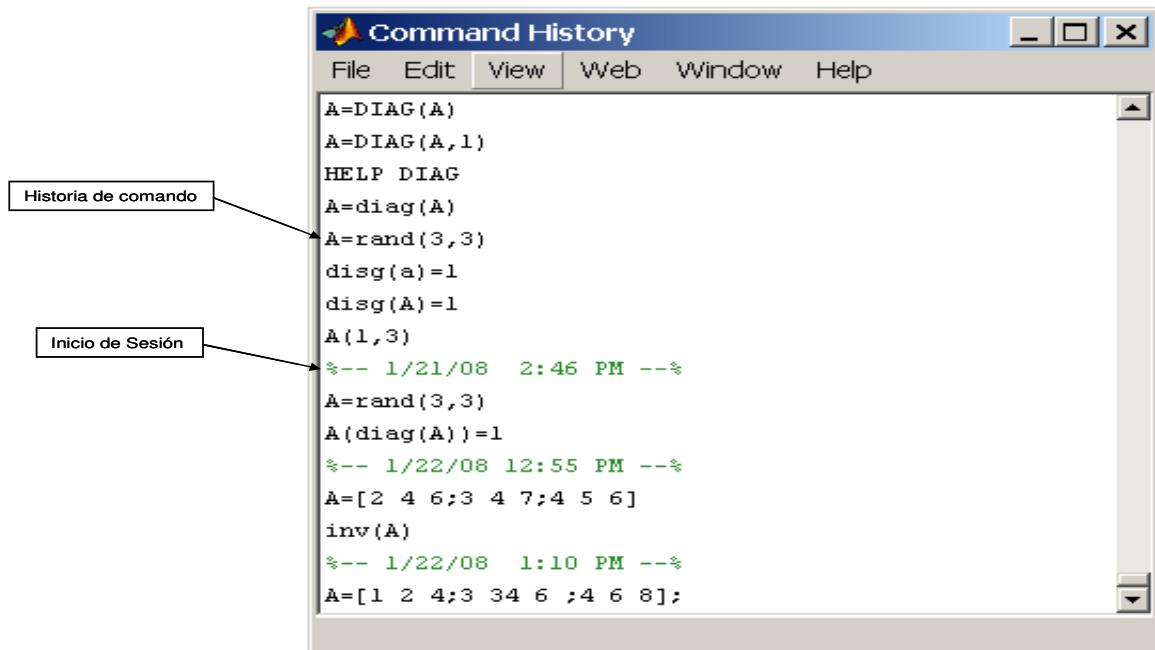 Command History
File Edit View Web Window Help
A=DIAG(A)
A=DIAG(A,1)
HELP DIAG
Historia de comando
A=diag(A)
A=rand(3,3)
disg(a)=1
disg(A)=1
A(1,3)
Inicio de Sesión
%-- 1/21/08  2:46 PM --%
A=rand(3,3)
A(diag(A))=1
%-- 1/22/08 12:55 PM --%
A=[2 4 6;3 4 7;4 5 6]
inv(A)
%-- 1/22/08  1:10 PM --%
A=[1 2 4;3 34 6 ;4 6 8];